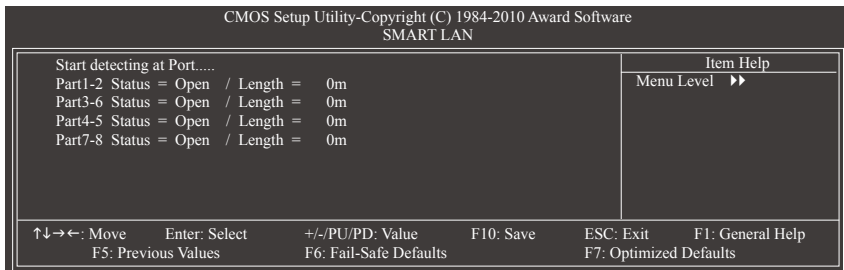 CMOS Setup Utility-Copyright (C) 1984-2010 Award Software
SMART LAN
Start detecting at Port.....
Part1-2 Status = Open / Length = 0m
Part3-6 Status = Open / Length = 0m
Part4-5 Status = Open / Length = 0m
Part7-8 Status = Open / Length = 0m
Item Help
Menu Level ▶▶
↑↓→←: Move Enter: Select +/-/PU/PD: Value F10: Save ESC: Exit F1: General Help
F5: Previous Values F6: Fail-Safe Defaults F7: Optimized Defaults